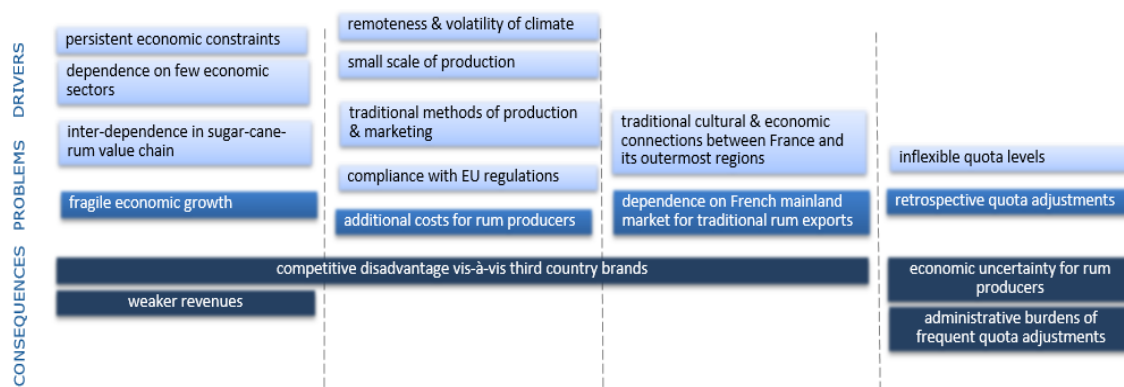 DRIVERS
persistent economic constraints
dependence on few economic
sectors
inter-dependence in sugar-cane-
rum value chain
remoteness & volatility of climate
small scale of production
traditional methods of production
& marketing
compliance with EU regulations
traditional cultural & economic
connections between France and
its outermost regions
inflexible quota levels
PROBLEMS
fragile economic growth
additional costs for rum producers
dependence on French mainland
market for traditional rum exports
retrospective quota adjustments
CONSEQUENCES
competitive disadvantage vis-à-vis third country brands
weaker revenues
economic uncertainty for rum
producers
administrative burdens of
frequent quota adjustments